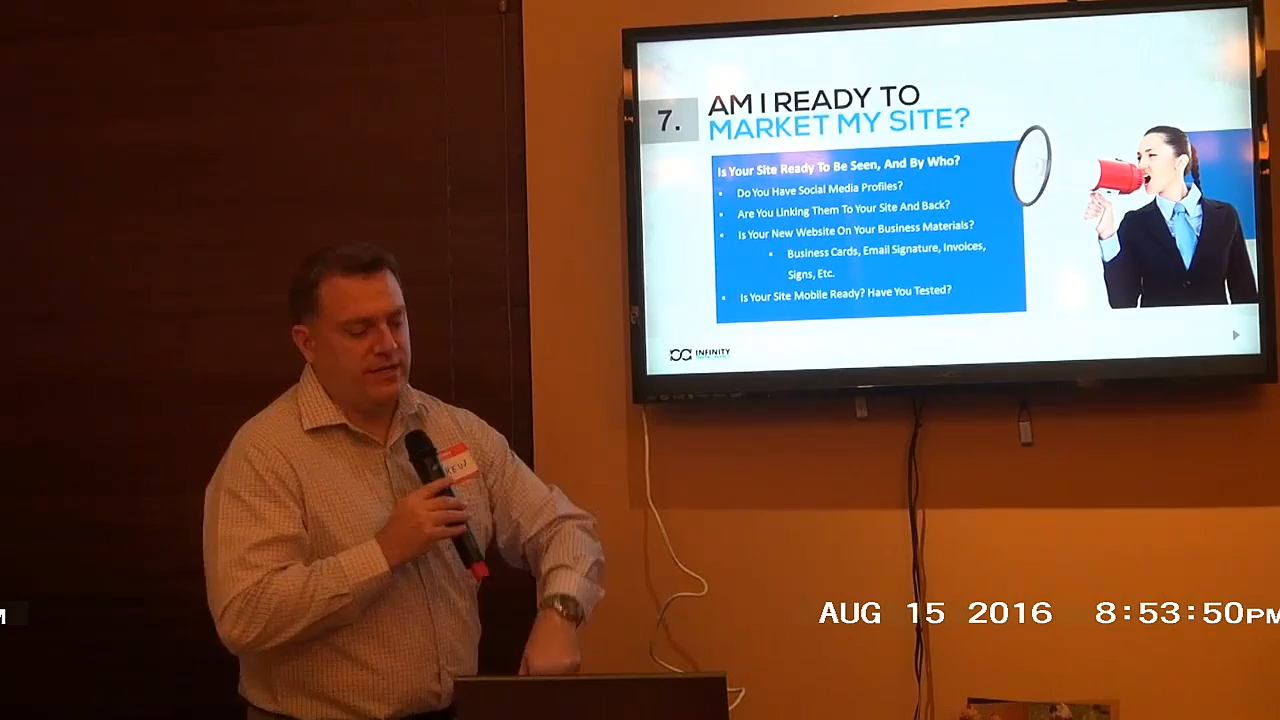 7.
AM I READY TO
MARKET MY SITE?
Is Your Site Ready To Be Seen, And By Who?
• Do You Have Social Media Profiles?
• Are You Linking Them To Your Site And Back?
• Is Your New Website On Your Business Materials?
• Business Cards, Email Signature, Invoices,
Signs, Etc.
• Is Your Site Mobile Ready? Have You Tested?
INFINITY
M
AUG 15 2016 8:53:50PM